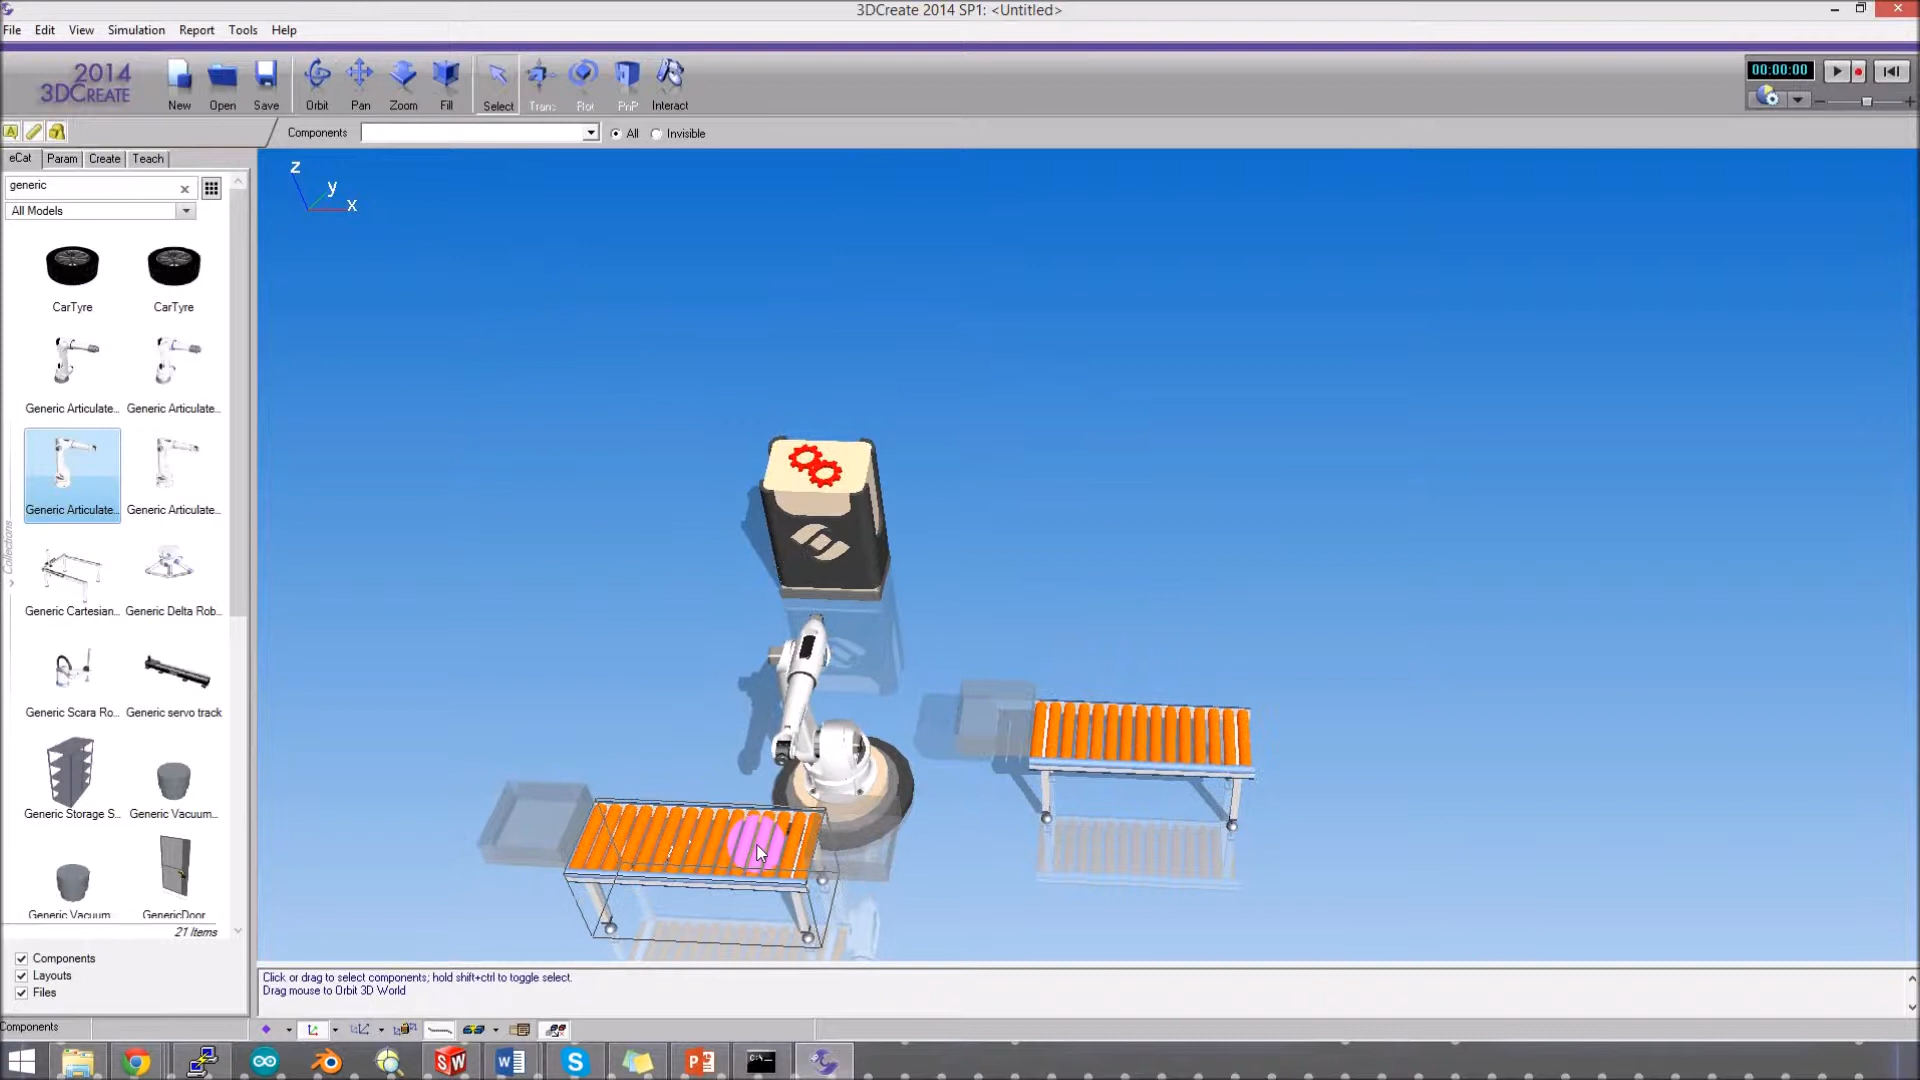 3DCreate 2014 SP1: <Untitled>
File Edit View Simulation Report Tools Help
2014
3DCREATE
New Open Save Orbit Pan Zoom Fill Select Trans Rot PnP Interact
00:00:00
Components All Invisible
eCat Param Create Teach
generic
All Models
CarTyre CarTyre
Generic Articulate... Generic Articulate...
Generic Articulate... Generic Articulate...
Generic Cartesian... Generic Delta Rob...
Generic Scara Ro... Generic servo track
Generic Storage S... Generic Vacuum...
Generic Vacuum GenericDoor
21 Items
Collections
Components
Layouts
Files
z
y
x
Click or drag to select components; hold shift+ctrl to toggle select.
Drag mouse to Orbit 3D World
Components